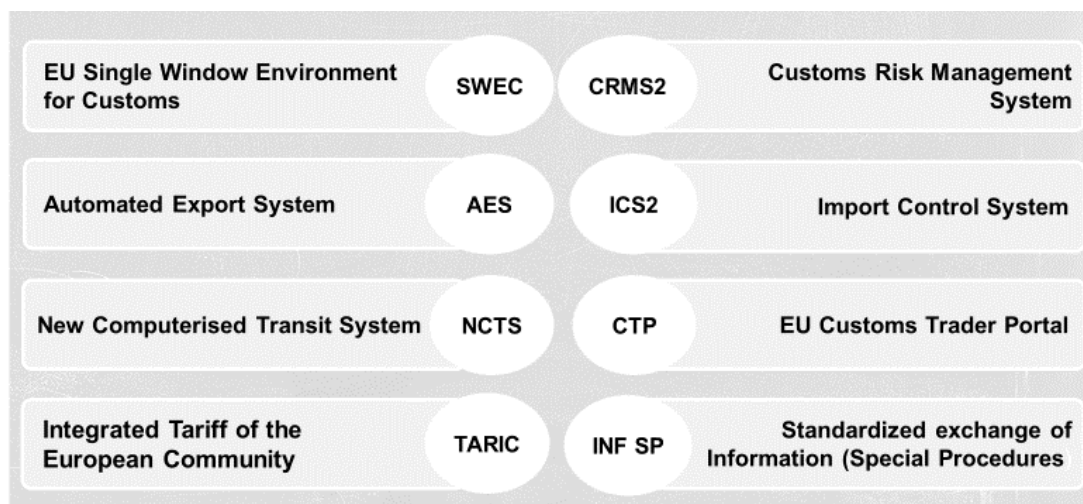 EU Single Window Environment
for Customs
SWEC
CRMS2
Customs Risk Management
System
Automated Export System
AES
ICS2
Import Control System
New Computerised Transit System
NCTS
CTP
EU Customs Trader Portal
Integrated Tariff of the
European Community
TARIC
INF SP
Standardized exchange of
Information (Special Procedures)